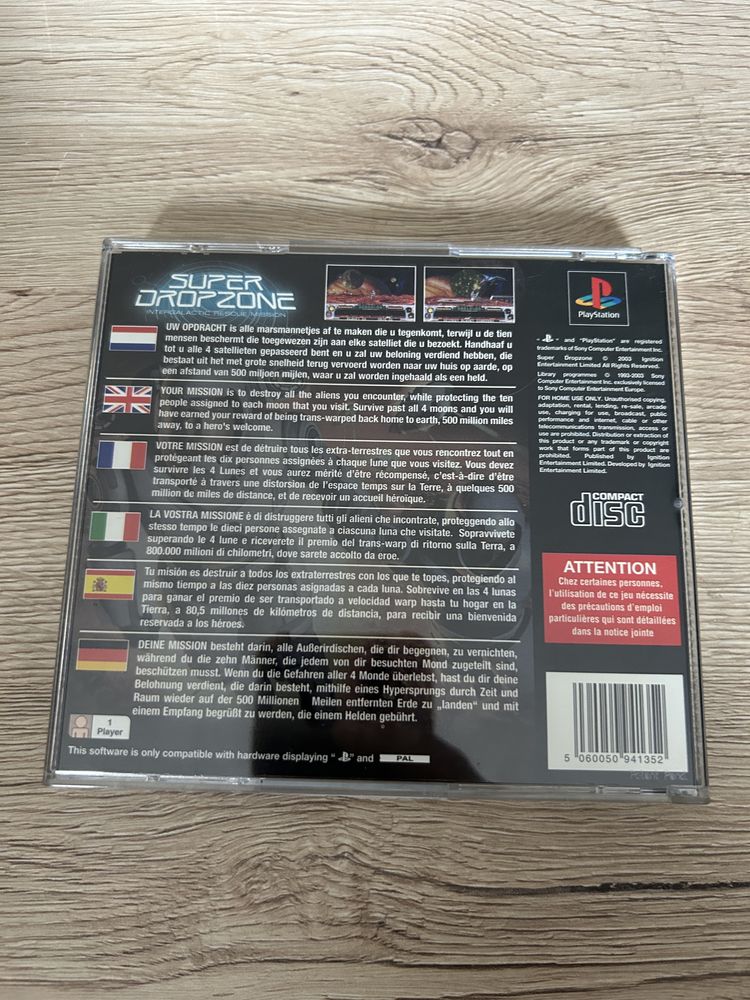 SUPER
DROPZONE
INTERGALACTIC RESCUE MISSION
UW OPDRACHT is alle marsmannetjes af te maken die u tegenkomt, terwijl u de tien
mensen beschermt die toegewezen zijn aan elke satelliet die u bezoekt. Handhaaf u
tot u alle 4 satellieten gepasseerd bent en u zal uw beloning verdiend hebben, die
bestaat uit het met grote snelheid terug vervoerd worden naar uw huis op aarde, op
een afstand van 500 miljoen mijlen, waar u zal worden ingehaald als een held.
YOUR MISSION is to destroy all the aliens you encounter, while protecting the ten
people assigned to each moon that you visit. Survive past all 4 moons and you will
have earned your reward of being trans-warped back home to earth, 500 million miles
away, to a hero's welcome.
VOTRE MISSION est de détruire tous les extra-terrestres que vous rencontrez tout en
protégeant les dix personnes assignées à chaque lune que vous visitez. Vous devez
survivre les 4 Lunes et vous aurez mérité d'être récompensé, c'est-à-dire d'être
transporté à travers une distorsion de l'espace temps sur la Terre, à quelques 500
million de miles de distance, et de recevoir un accueil héroïque.
LA VOSTRA MISSIONE è di distruggere tutti gli alieni che incontrate, proteggendo allo
stesso tempo le dieci persone assegnate a ciascuna luna che visitate. Sopravvivete
superando le 4 lune e riceverete il premio del trans-warp di ritorno sulla Terra, a
800.000 milioni di chilometri, dove sarete accolto da eroe.
Tu misión es destruir a todos los extraterrestres con los que te topes, protegiendo al
mismo tiempo a las diez personas asignadas a cada luna. Sobrevive en las 4 lunas
para ganar el premio de ser transportado a velocidad warp hasta tu hogar en la
Tierra, a 80,5 millones de kilómetros de distancia, para recibir una bienvenida
reservada a los héroes.
DEINE MISSION besteht darin, alle Außerirdischen, die dir begegnen, zu vernichten,
während du die zehn Männer, die jedem von dir besuchten Mond zugeteilt sind,
beschützen musst. Wenn du die Gefahren aller 4 Monde überlebst, hast du dir deine
Belohnung verdient, die darin besteht, mithilfe eines Hypersprungs durch Zeit und
Raum wieder auf der 500 Millionen Meilen entfernten Erde zu „landen“ und mit
einem Empfang begrüßt zu werden, die einem Helden gebührt.
1
Player
This software is only compatible with hardware displaying " " and PAL
PlayStation
" " and "PlayStation" are registered
trademarks of Sony Computer Entertainment Inc.
Super Dropzone © 2003 Ignition
Entertainment Limited All Rights Reserved.
Library programmes © 1993-2003 Sony
Computer Entertainment Inc. exclusively licensed
to Sony Computer Entertainment Europe.
FOR HOME USE ONLY. Unauthorised copying,
adaptation, rental, lending, re-sale, arcade
use, charging for use, broadcast, public
performance and internet, cable or other
telecommunications transmission, access or
use are prohibited. Distribution or extraction of
this product or any trademark or copyright
work that forms part of this product are
prohibited. Published by Ignition
Entertainment Limited. Developed by Ignition
Entertainment Limited.
COMPACT
disc
ATTENTION
Chez certaines personnes,
l'utilisation de ce jeu nécessite
des précautions d'emploi
particulières qui sont détaillées
dans la notice jointe
5 060050 941352